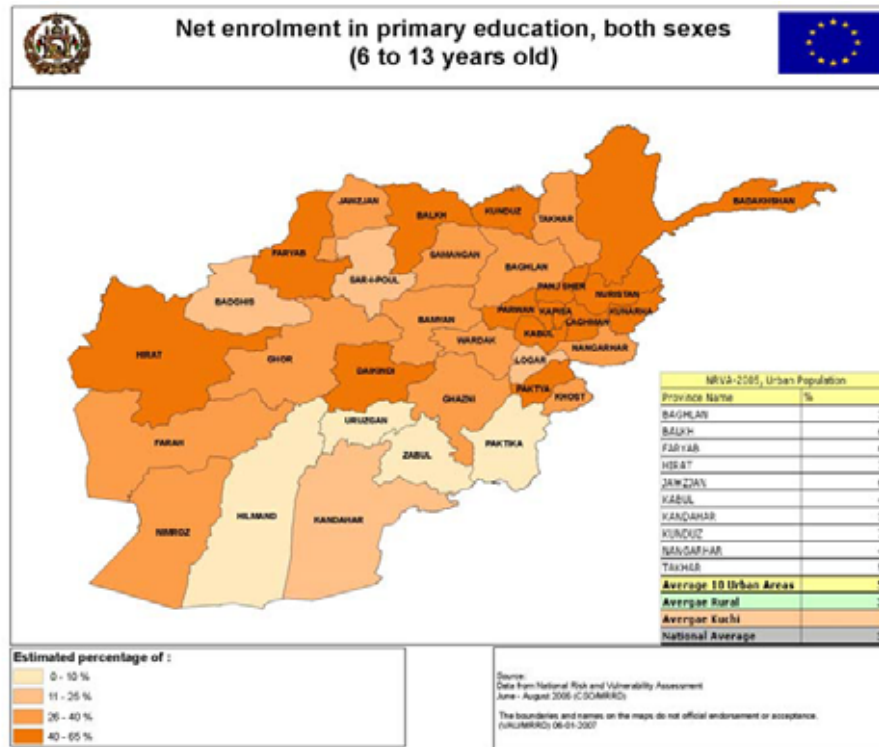 Net enrolment in primary education, both sexes
(6 to 13 years old)
BADAKHSHAN
JAWZJAN
BALKH
KUNDUZ
TAKHAR
FARYAB
SAMANGAN
BAGHLAN
SAR-I-POUL
PANJSHER
NURISTAN
BADGHIS
PARWAN
KAPISA
KUNARHA
BAMYAN
LAGHMAN
KABUL
HIRAT
GHOR
WARDAK
NANGARHAR
LOGAR
DAIKINDI
PAKTYA
GHAZNI
KHOST
URUZGAN
FARAH
ZABUL
PAKTIKA
NIMROZ
HILMAND
KANDAHAR
NRVA-2005, Urban Population
Province Name %
BAGHLAN
BALKH
FARYAB
HIRAT
JAWZJAN
KABUL
KANDAHAR
KUNDUZ
NANGARHAR
TAKHAR
Average 10 Urban Areas
Avergae Rural
Avergae Kuchi
National Average
Estimated percentage of :
0 - 10 %
11 - 25 %
26 - 40 %
40 - 65 %
Source:
Data from National Risk and Vulnerability Assessment
June - August 2005 (CSO/MRRD)
The boundaries and names on the maps do not official endorsement or acceptance.
(VAU/MRRD) 06-01-2007